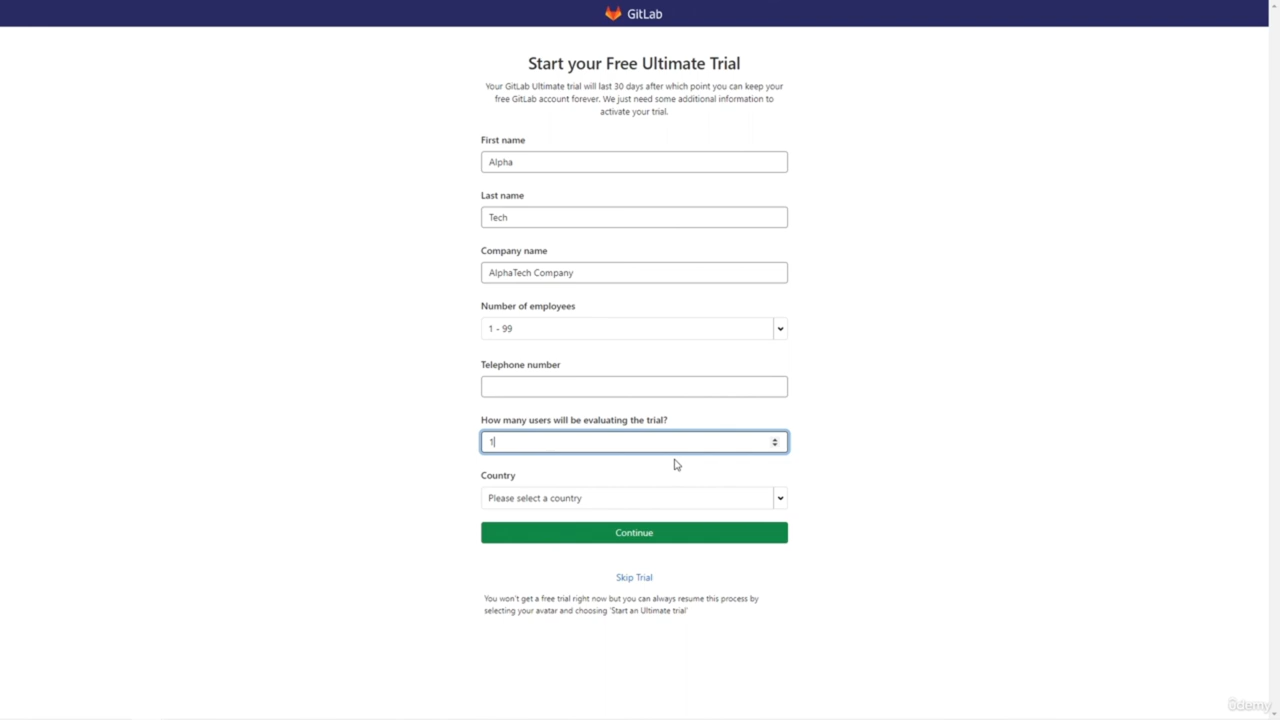 GitLab
Start your Free Ultimate Trial
Your GitLab Ultimate trial will last 30 days after which point you can keep your
free GitLab account forever. We just need some additional information to
activate your trial.
First name
Alpha
Last name
Tech
Company name
AlphaTech Company
Number of employees
1 - 99
Telephone number
How many users will be evaluating the trial?
1
Country
Please select a country
Continue
Skip Trial
You won't get a free trial right now but you can always resume this process by
selecting your avatar and choosing 'Start an Ultimate trial'
ûdemy